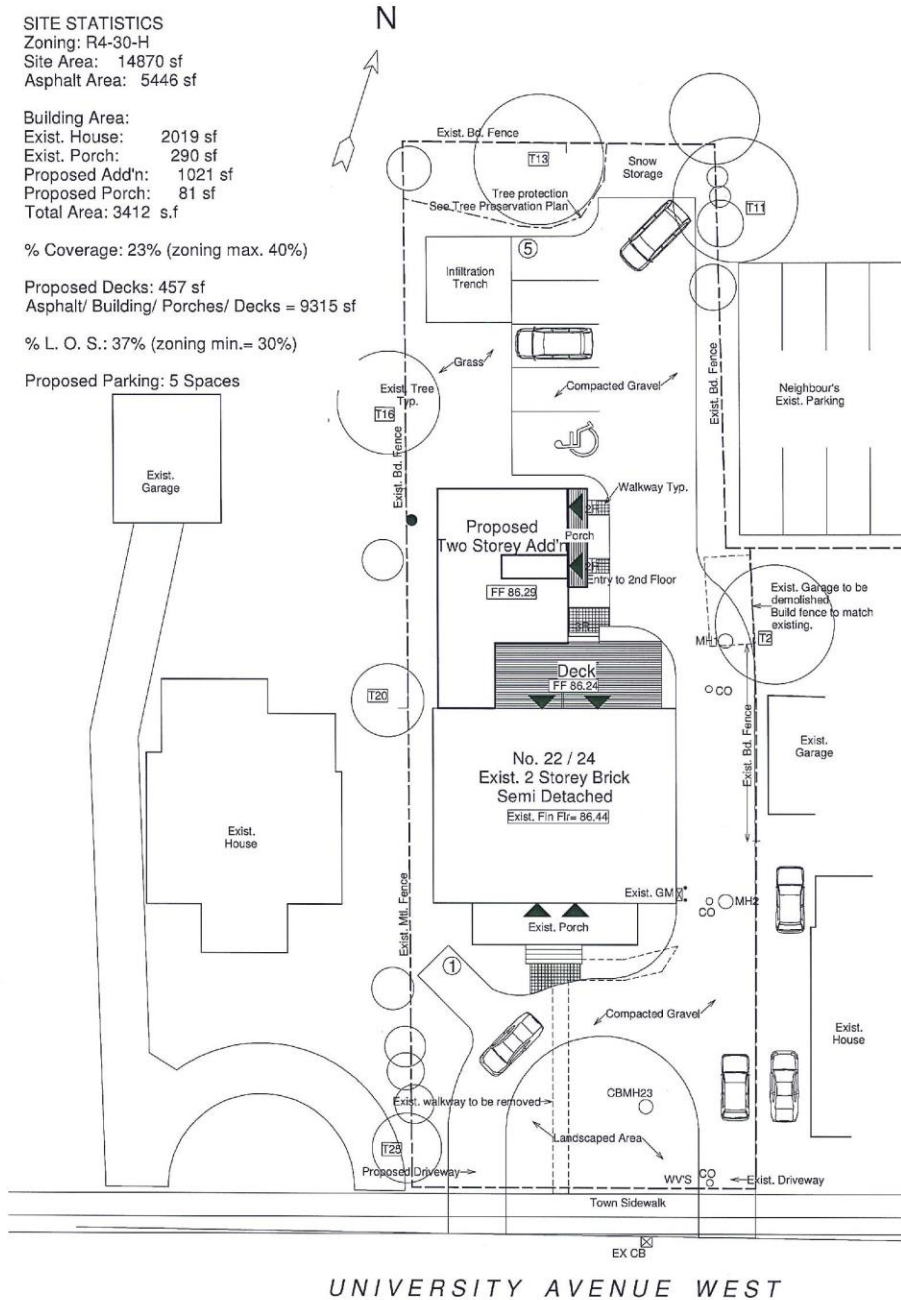 SITE STATISTICS
Zoning: R4-30-H
Site Area: 14870 sf
Asphalt Area: 5446 sf
Building Area:
Exist. House: 2019 sf
Exist. Porch: 290 sf
Proposed Add'n: 1021 sf
Proposed Porch: 81 sf
Total Area: 3412 s.f
% Coverage: 23% (zoning max. 40%)
Proposed Decks: 457 sf
Asphalt/ Building/ Porches/ Decks = 9315 sf
% L. O. S.: 37% (zoning min.= 30%)
Proposed Parking: 5 Spaces
N
Exist. Bd. Fence
T13
Snow
Storage
Tree protection
See Tree Preservation Plan
T11
5
Infiltration
Trench
Grass
Compacted Gravel
Exist. Bd. Fence
Neighbour's
Exist. Parking
Exist. Tree
Typ.
T16
Exist. Bd. Fence
Exist.
Garage
Walkway Typ.
Proposed
Two Storey Add'n
Porch
2R
2R
Entry to 2nd Floor
FF 86.29
Exist. Garage to be
demolished
Build fence to match
existing.
MH1
T2
Deck
FF 86.24
CO
T20
Exist. Bd. Fence
Exist.
Garage
No. 22 / 24
Exist. 2 Storey Brick
Semi Detached
Exist. Fin Flr= 86.44
Exist.
House
Exist. Mtl. Fence
Exist. GM
MH2
CO
Exist. Porch
1
Compacted Gravel
Exist.
House
CBMH23
Exist. walkway to be removed
Landscaped Area
T25
Proposed Driveway
WV'S
CO
Exist. Driveway
Town Sidewalk
EX CB
UNIVERSITY AVENUE WEST